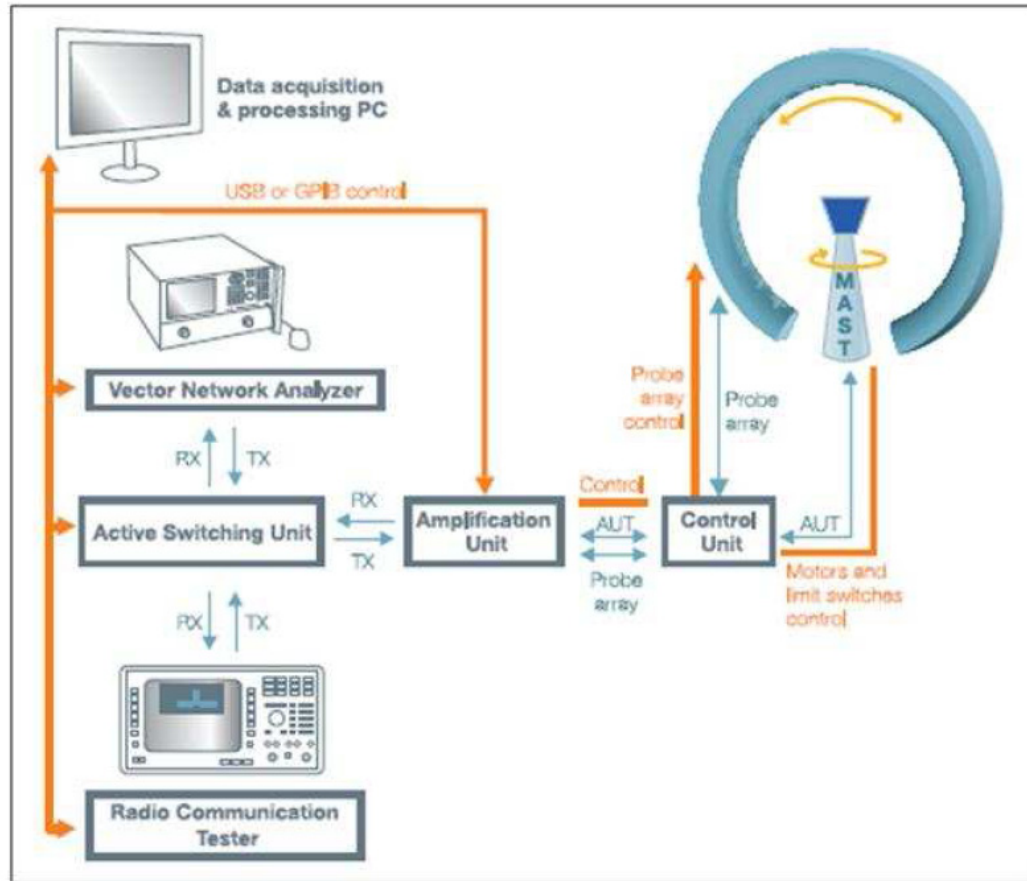 Data acquisition
& processing PC
USB or GPIB control
Vector Network Analyzer
RX
TX
Active Switching Unit
RX
TX
Amplification
Unit
Control
AUT
Probe
array
Control
Unit
Probe
array
control
Probe
array
MAST
AUT
Motors and
limit switches
control
RX
TX
Radio Communication
Tester